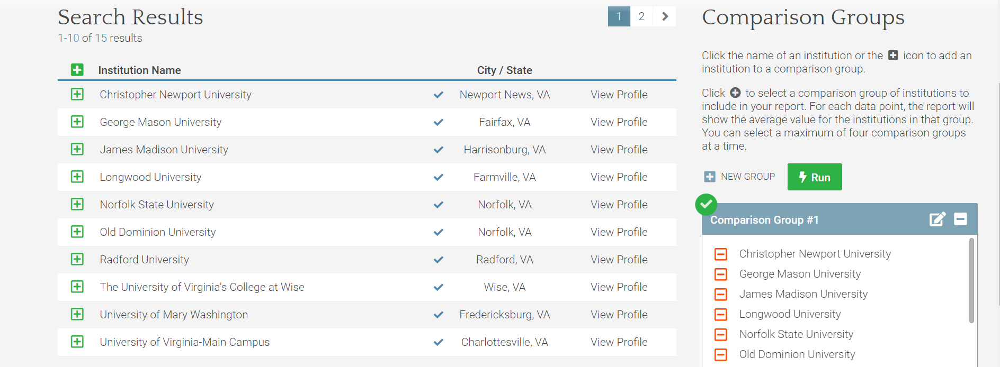 Search Results
1-10 of 15 results
1 2
Institution Name City / State
Christopher Newport University Newport News, VA View Profile
George Mason University Fairfax, VA View Profile
James Madison University Harrisonburg, VA View Profile
Longwood University Farmville, VA View Profile
Norfolk State University Norfolk, VA View Profile
Old Dominion University Norfolk, VA View Profile
Radford University Radford, VA View Profile
The University of Virginia's College at Wise Wise, VA View Profile
University of Mary Washington Fredericksburg, VA View Profile
University of Virginia-Main Campus Charlottesville, VA View Profile
Comparison Groups
Click the name of an institution or the icon to add an
institution to a comparison group.
Click to select a comparison group of institutions to
include in your report. For each data point, the report will
show the average value for the institutions in that group.
You can select a maximum of four comparison groups
at a time.
NEW GROUP Run
Comparison Group #1
Christopher Newport University
George Mason University
James Madison University
Longwood University
Norfolk State University
Old Dominion University